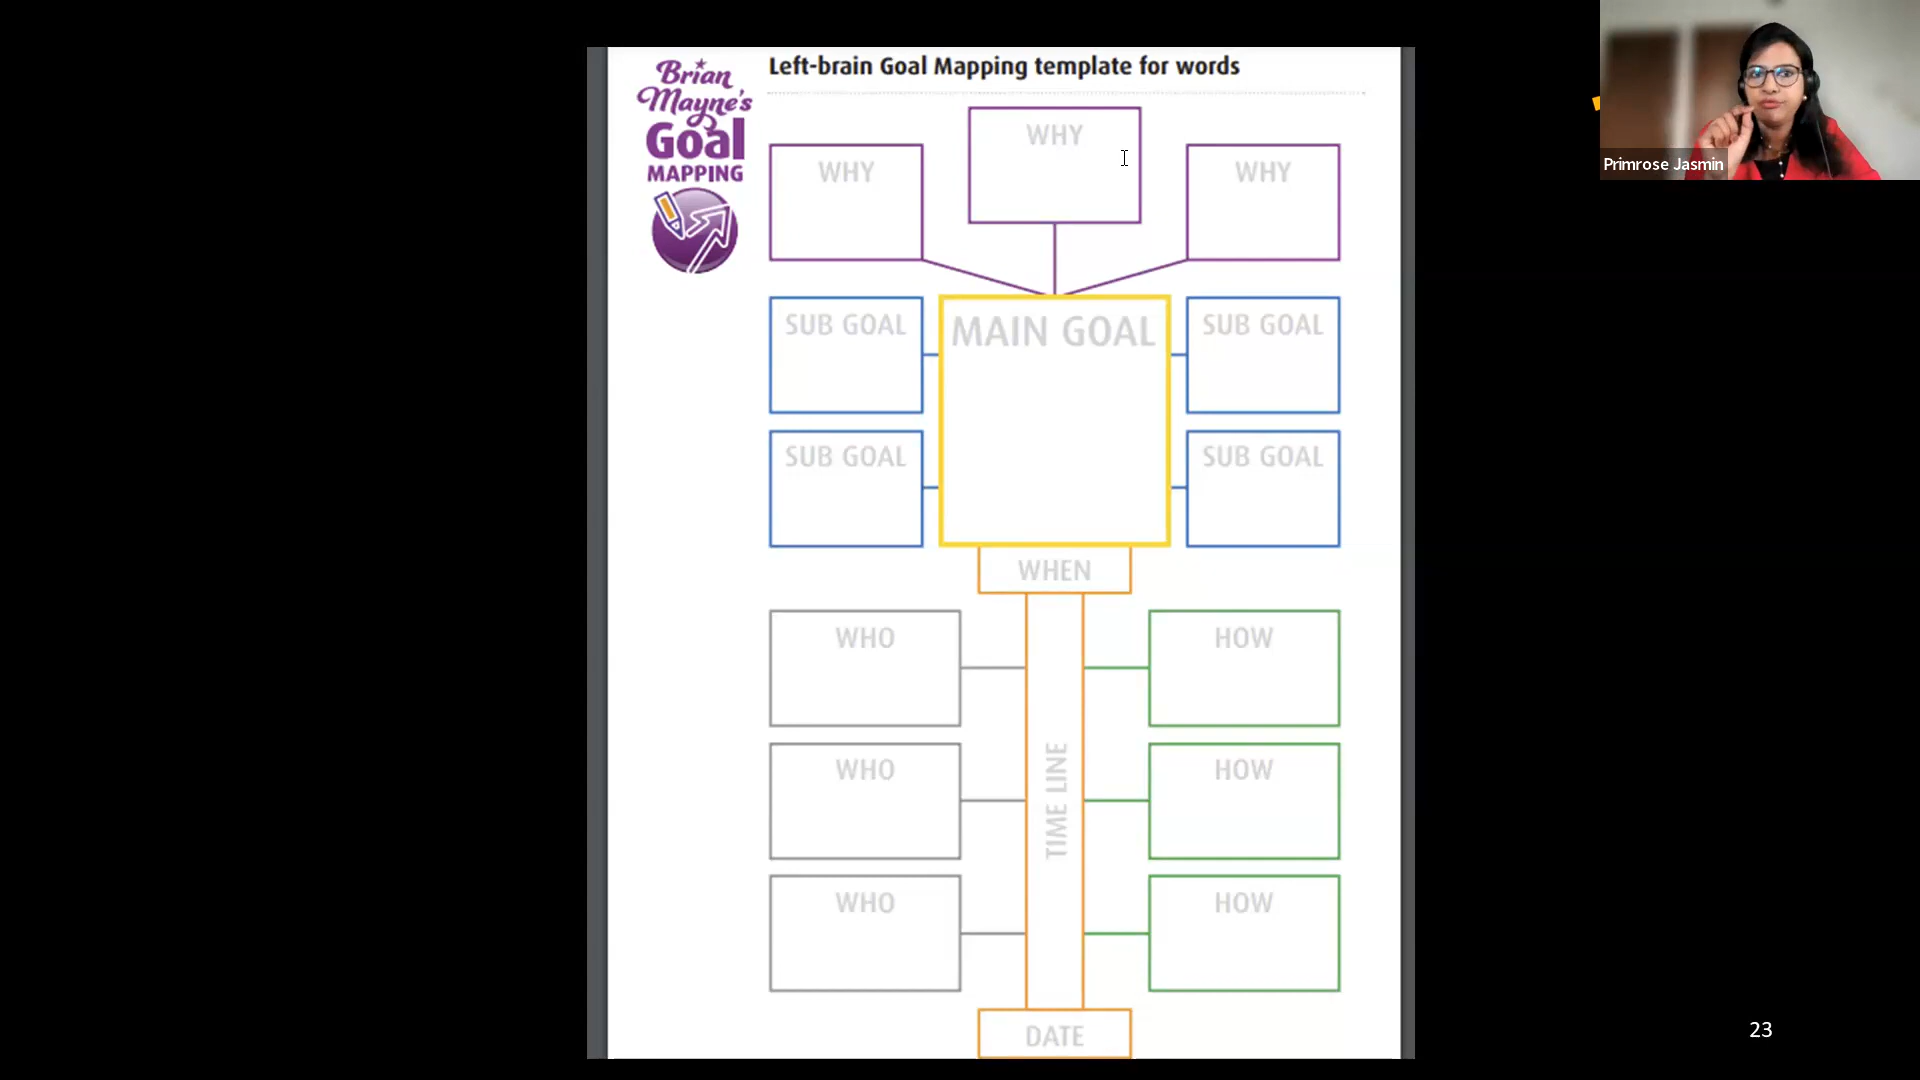 Brian
Mayne's
Goal
MAPPING
Left-brain Goal Mapping template for words
WHY
WHY
WHY
SUB GOAL
MAIN GOAL
SUB GOAL
SUB GOAL
SUB GOAL
WHEN
WHO
HOW
WHO
TIME LINE
HOW
WHO
HOW
DATE
Primrose Jasmin
23